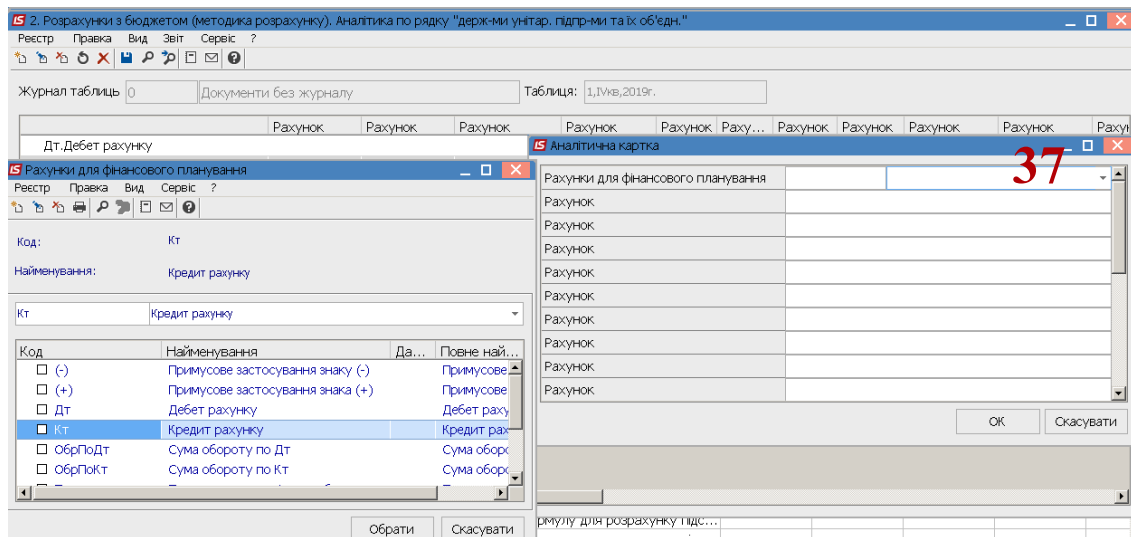 2. Розрахунки з бюджетом (методика розрахунку). Аналітика по рядку "держ-ми унітар. підпр-ми та їх об'єдн."
Реєстр Правка Вид Звіт Сервіс ?
Журнал таблиць 0 Документи без журналу Таблиця: 1,IVкв,2019г.
Рахунок Рахунок Рахунок Рахунок Рахунок Раху... Рахунок Рахунок Рахунок Рахунок Рахун
Дт.Дебет рахунку
Аналітична картка
37
Рахунки для фінансового планування
Рахунок
Рахунок
Рахунок
Рахунок
Рахунок
Рахунок
Рахунок
Рахунок
Рахунок
ОК Скасувати
Рахунки для фінансового планування
Реєстр Правка Вид Сервіс ?
Код: Кт
Найменування: Кредит рахунку
Кт Кредит рахунку
Код Найменування Да... Повне най...
(-) Примусове застосування знаку (-) Примусове
(+) Примусове застосування знака (+) Примусове
Дт Дебет рахунку Дебет раху
Кт Кредит рахунку Кредит рах
ОбрПоДт Сума обороту по Дт Сума оборо
ОбрПоКт Сума обороту по Кт Сума оборо
Обрати Скасувати
рмулу для розрахунку підс...